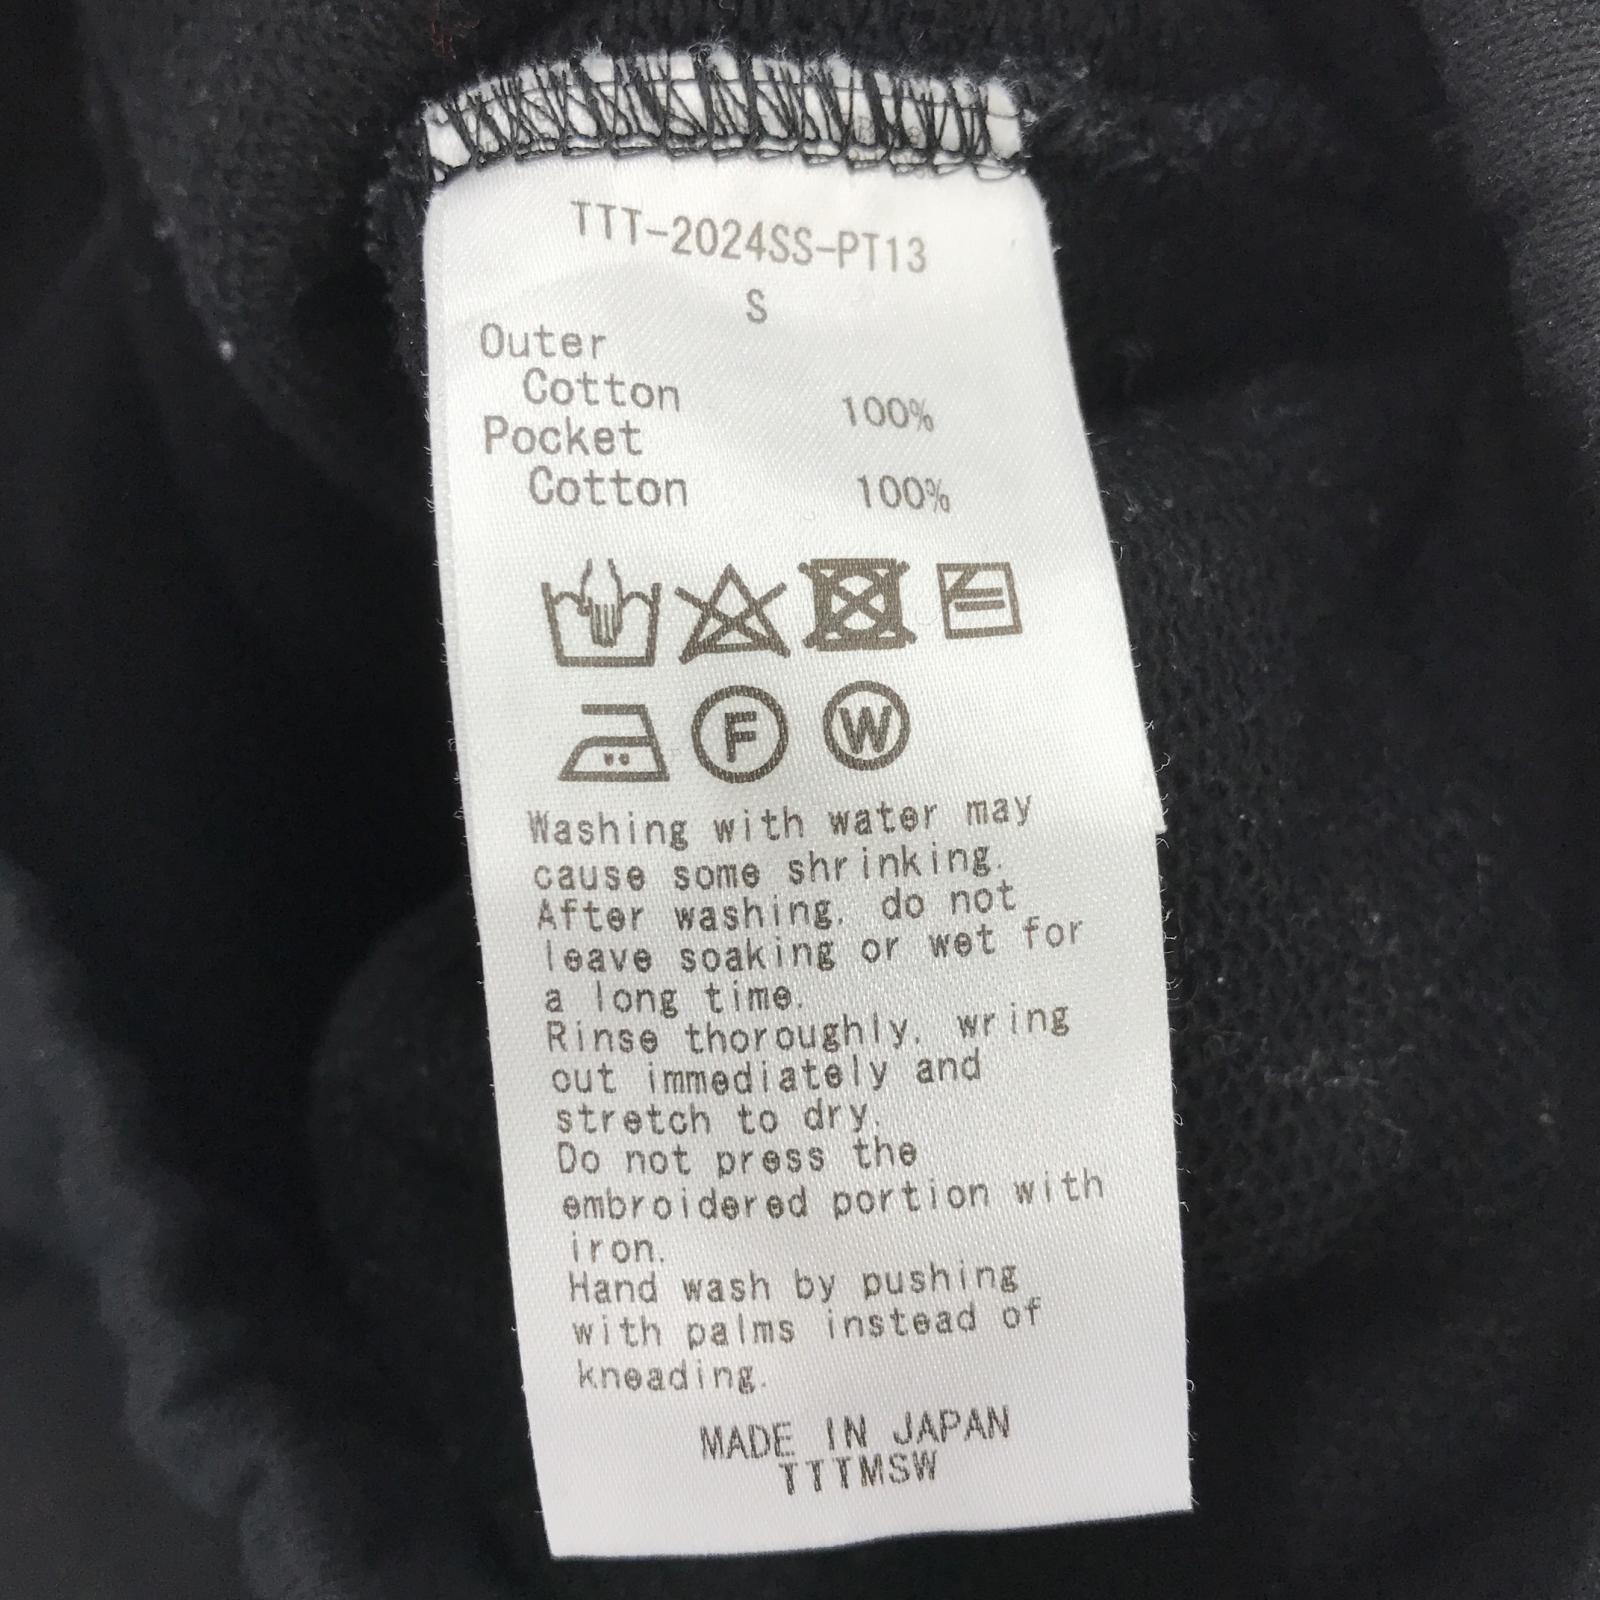 TTT-2024SS-PT13
S
Outer
Cotton 100%
Pocket
Cotton 100%
F W
Washing with water may
cause some shrinking.
After washing, do not
leave soaking or wet for
a long time.
Rinse thoroughly, wring
out immediately and
stretch to dry.
Do not press the
embroidered portion with
iron.
Hand wash by pushing
with palms instead of
kneading.
MADE IN JAPAN
TTTMSW